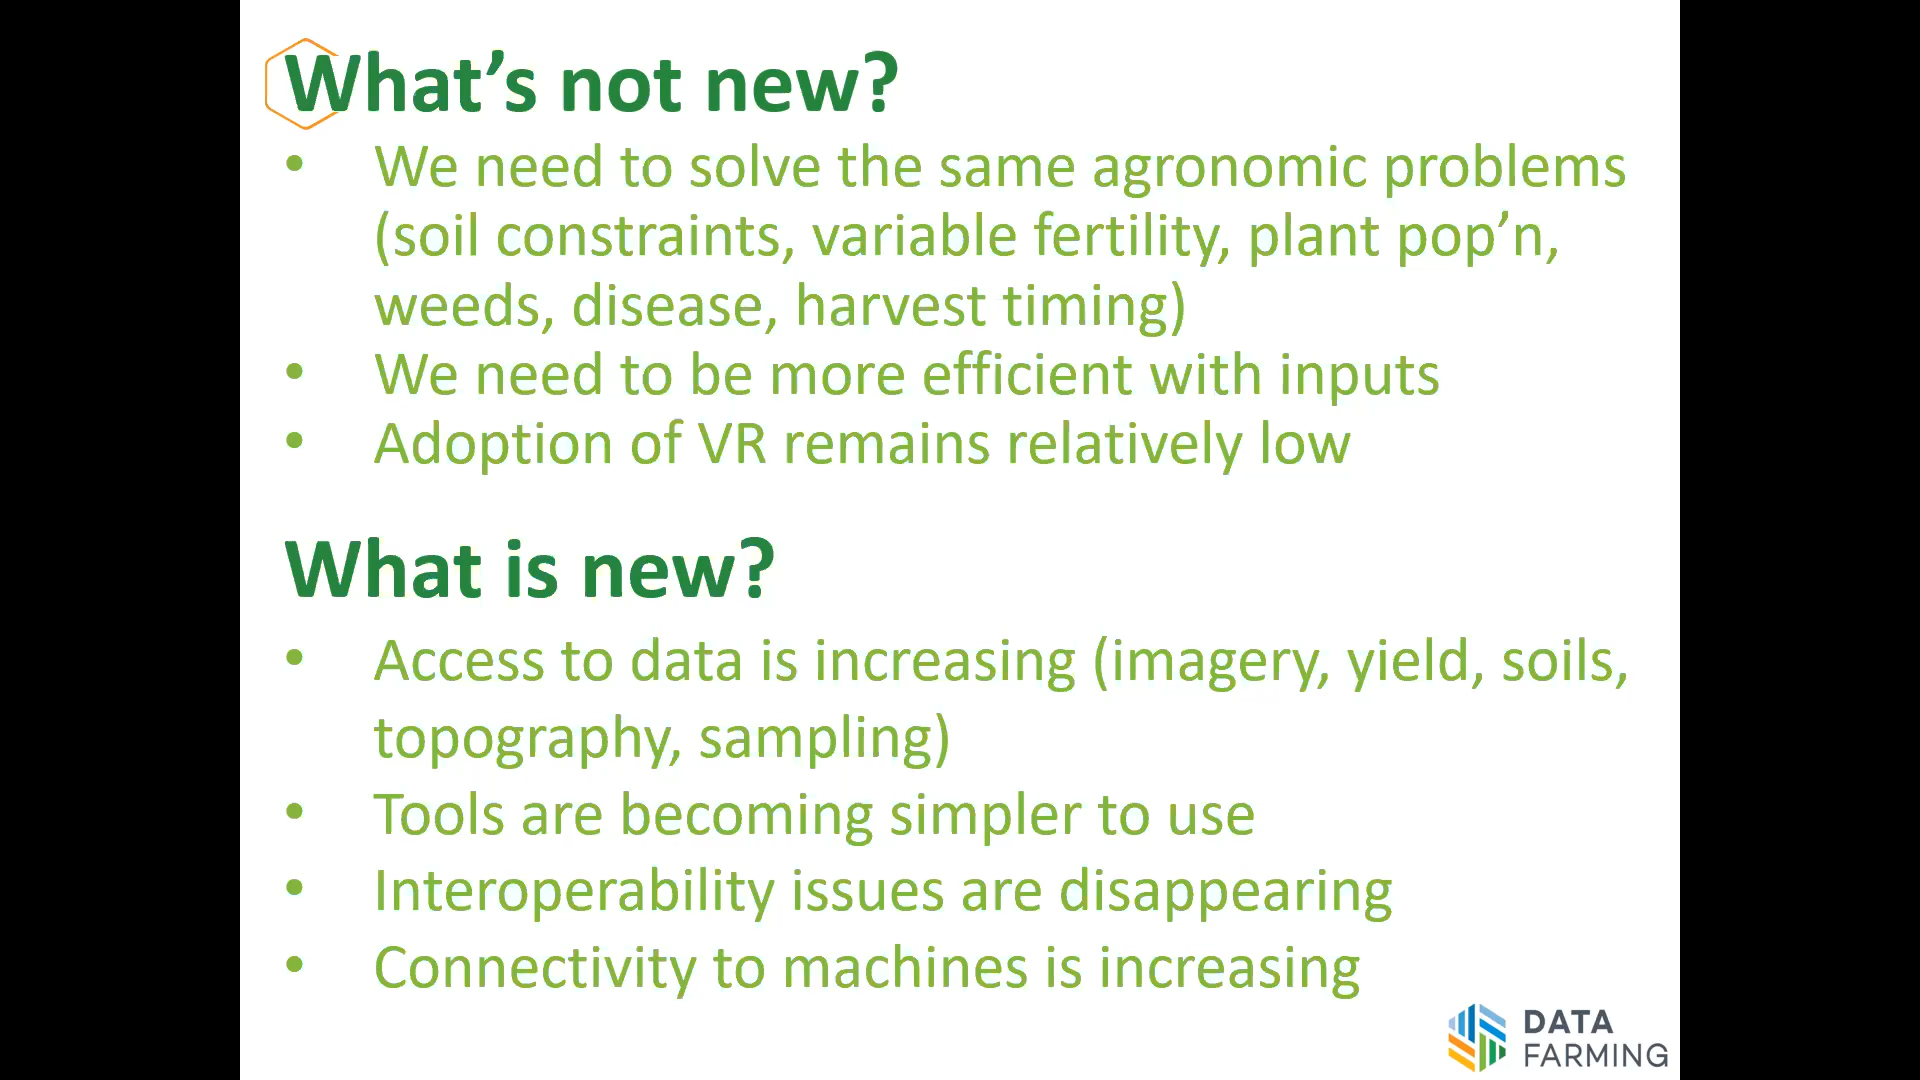 What’s not new?
• We need to solve the same agronomic problems
(soil constraints, variable fertility, plant pop’n,
weeds, disease, harvest timing)
• We need to be more efficient with inputs
• Adoption of VR remains relatively low
What is new?
• Access to data is increasing (imagery, yield, soils,
topography, sampling)
• Tools are becoming simpler to use
• Interoperability issues are disappearing
• Connectivity to machines is increasing
DATA
FARMING